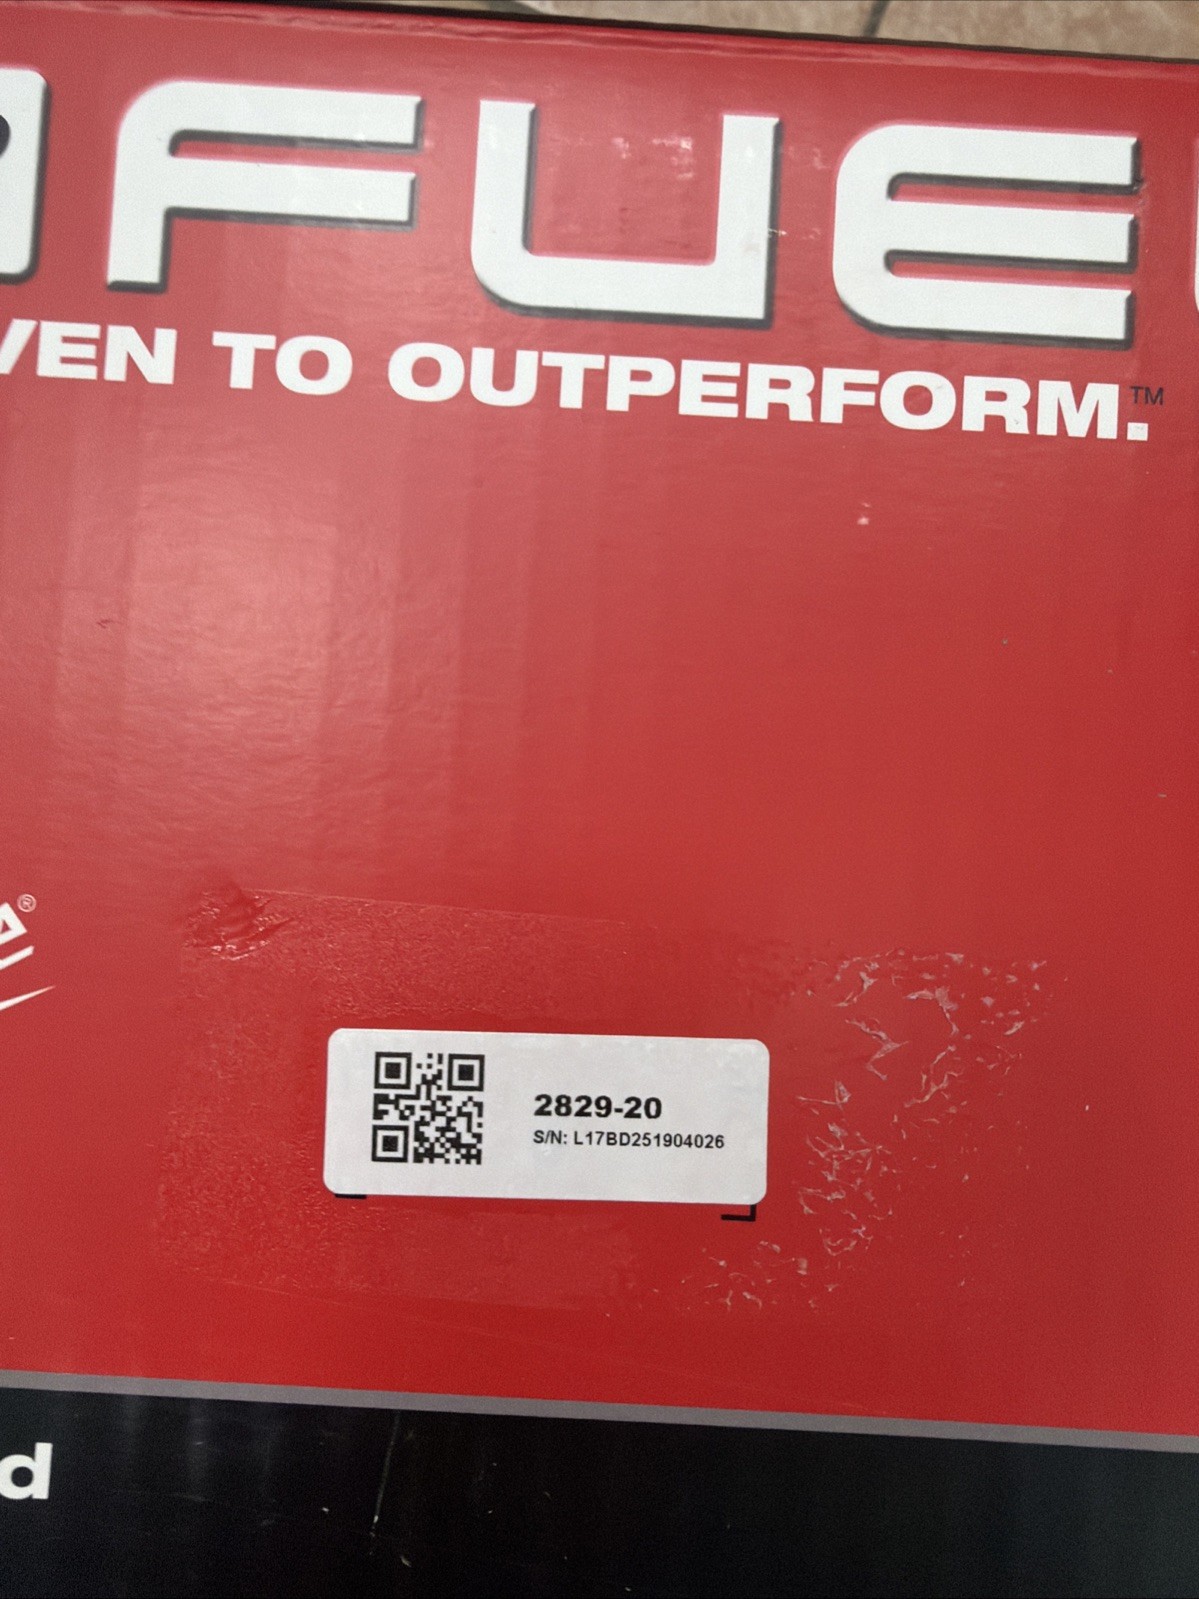 FUE
VEN TO OUTPERFORM.™
®
2829-20
S/N: L17BD251904026
d